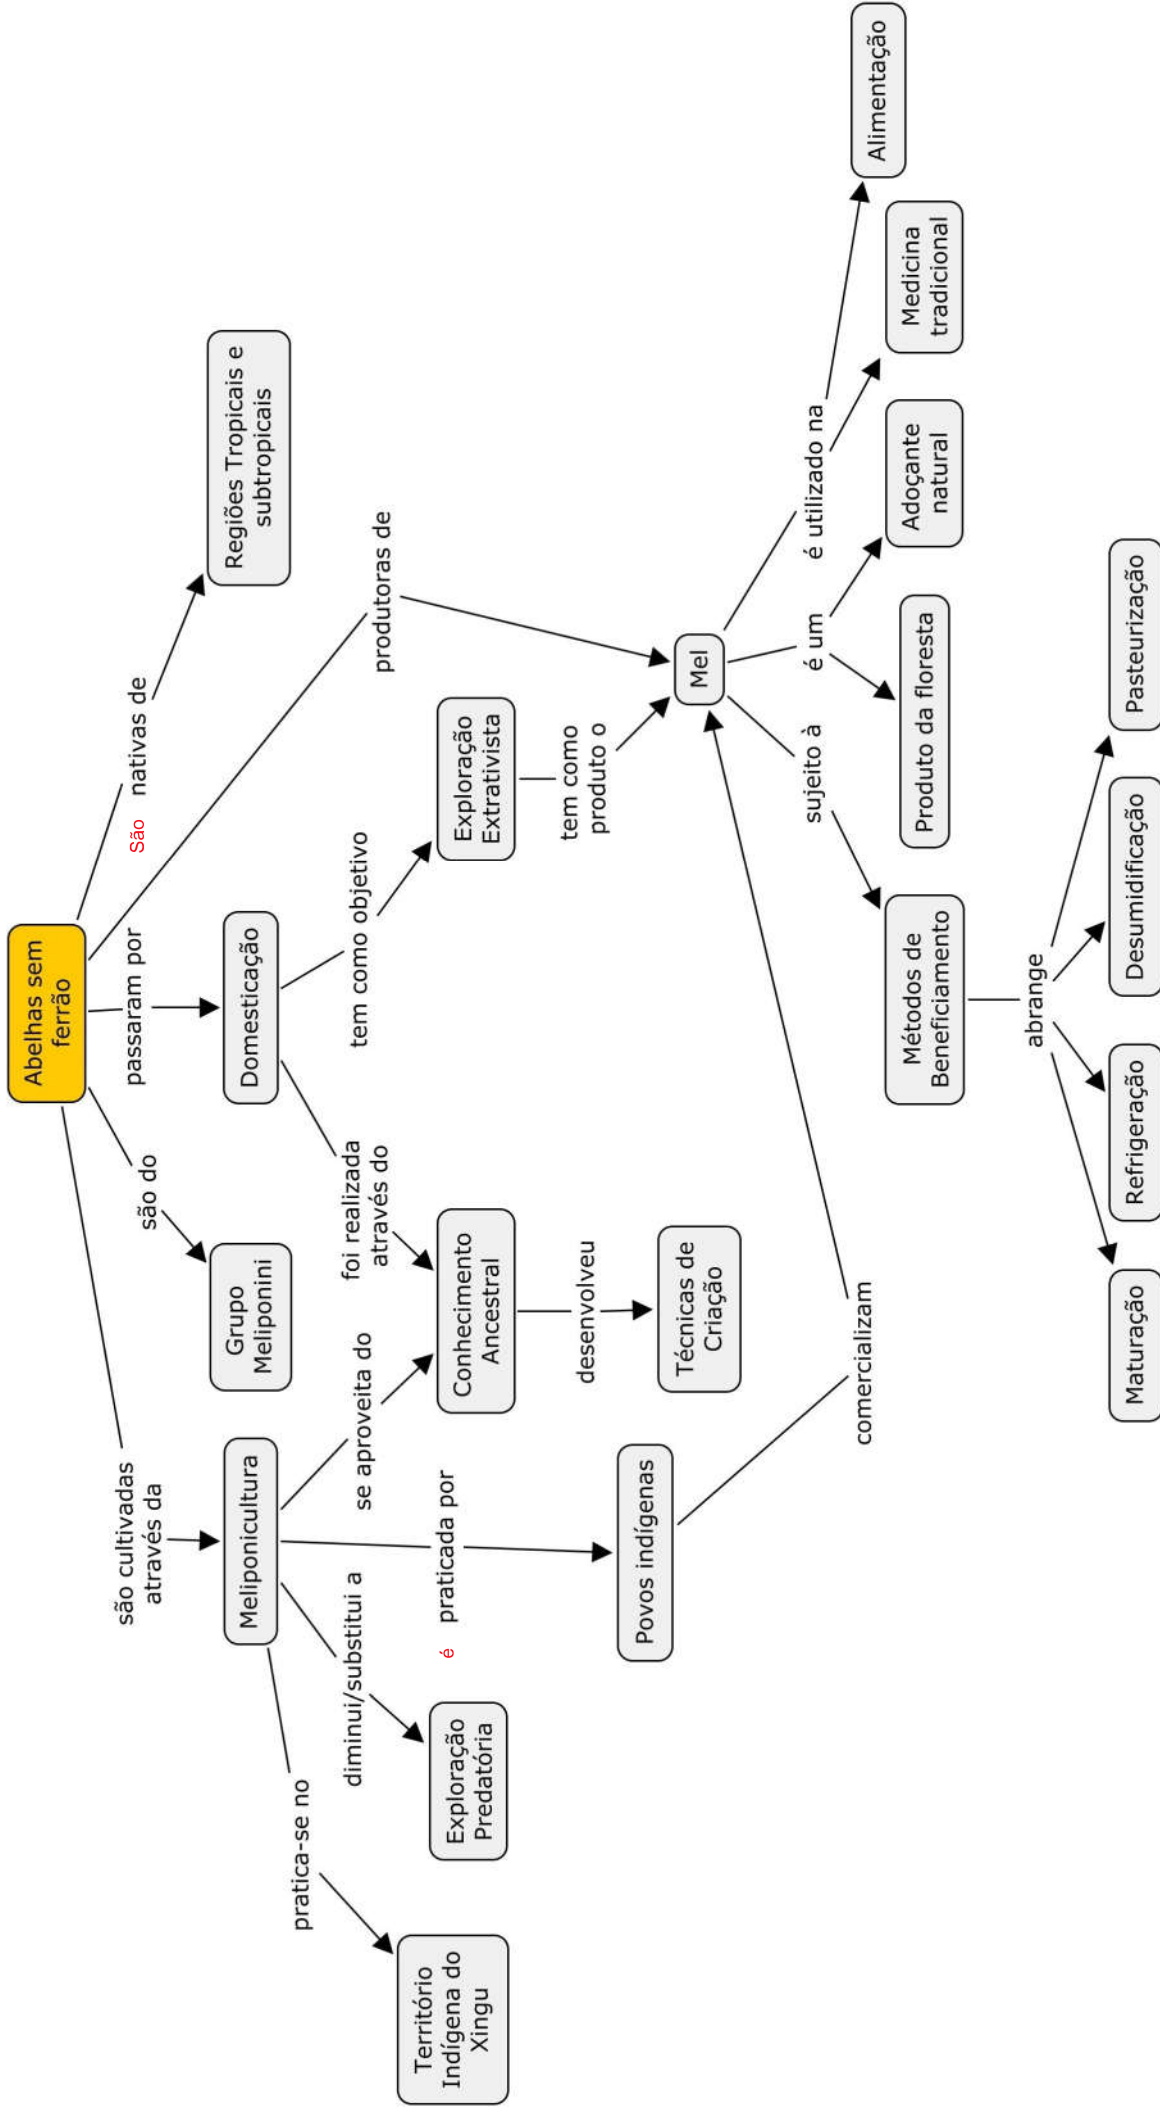 Abelhas sem
ferrão
são cultivadas
através da
são do
passaram por
São
nativas de
produtoras de
Meliponicultura
Grupo
Meliponini
Domesticação
Regiões Tropicais e
subtropicais
pratica-se no
diminui/substitui a
é
praticada por
se aproveita do
foi realizada
através do
tem como objetivo
Território
Indígena do
Xingu
Exploração
Predatória
Conhecimento
Ancestral
Exploração
Extrativista
desenvolveu
tem como
produto o
Povos indígenas
Técnicas de
Criação
Mel
comercializam
sujeito à
é um
é utilizado na
Métodos de
Beneficiamento
Produto da floresta
Adoçante
natural
Medicina
tradicional
Alimentação
abrange
Maturação
Refrigeração
Desumidificação
Pasteurização